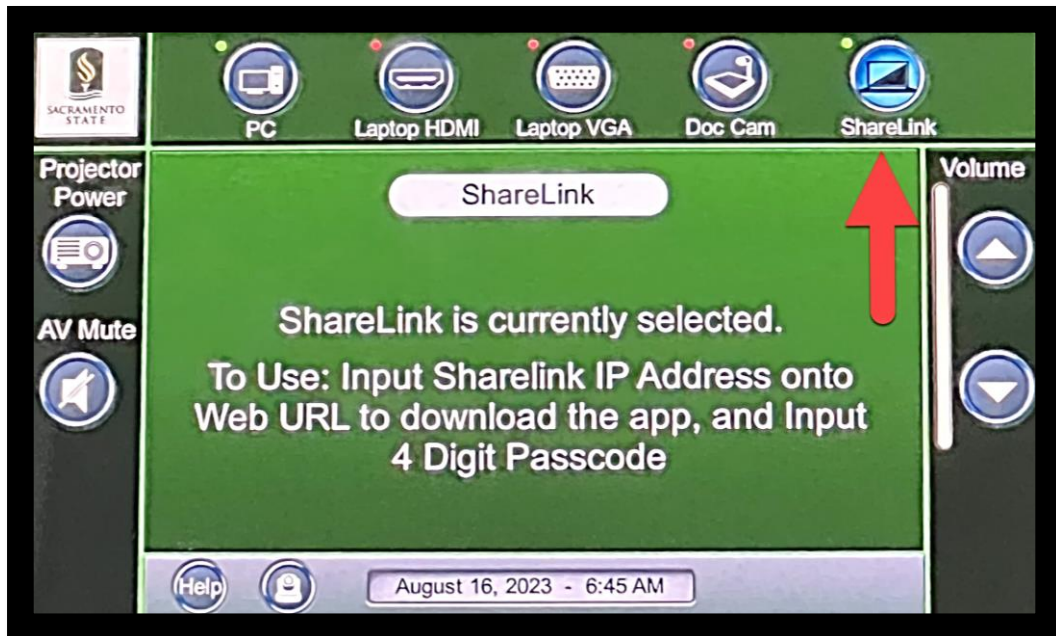 SACRAMENTO
STATE
PC
Laptop HDMI
Laptop VGA
Doc Cam
ShareLink
Projector
Power
AV Mute
ShareLink
ShareLink is currently selected.
To Use: Input Sharelink IP Address onto
Web URL to download the app, and Input
4 Digit Passcode
Volume
Help
August 16, 2023 - 6:45 AM